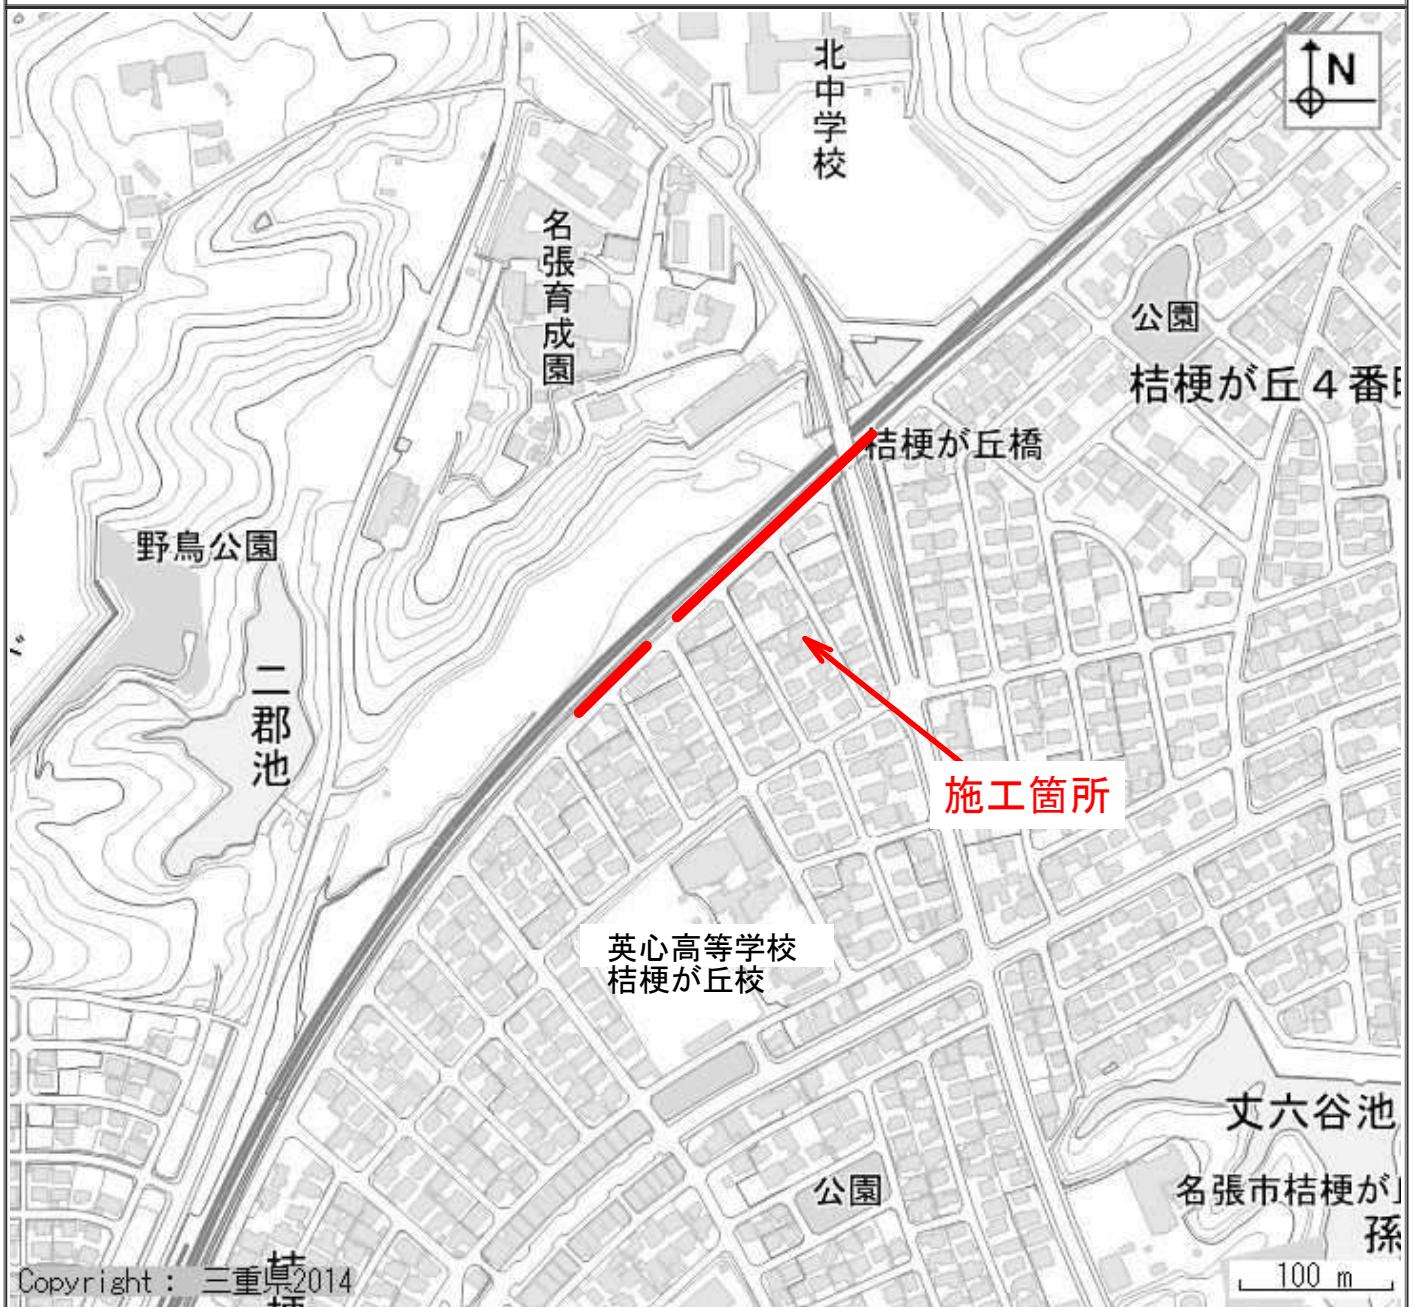 北中学校
N
名張育成園
公園
桔梗が丘4番
桔梗が丘橋
野鳥公園
二郡池
施工箇所
英心高等学校
桔梗が丘校
丈六谷池
公園
名張市桔梗が
孫
桔梗
Copyright : 三重県2014
100 m